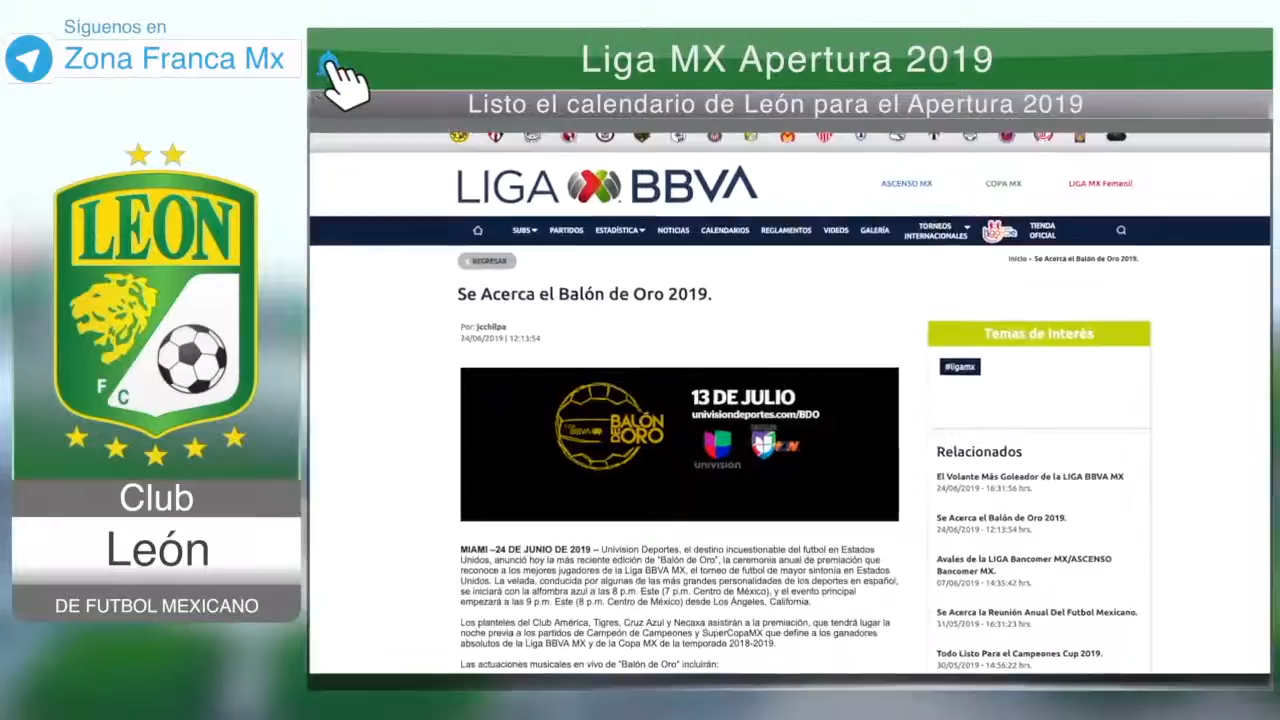 Síguenos en
Zona Franca Mx
LEON
F C
Club
León
DE FUTBOL MEXICANO
Liga MX Apertura 2019
Listo el calendario de León para el Apertura 2019
LIGA BBVA
ASCENSO MX
COPA MX
LIGA MX Femenil
SUBS
PARTIDOS
ESTADÍSTICA
NOTICIAS
CALENDARIOS
REGLAMENTOS
VIDEOS
GALERÍA
TORNEOS
INTERNACIONALES
TIENDA
OFICIAL
REGRESAR
Inicio - Se Acerca el Balón de Oro 2019.
Se Acerca el Balón de Oro 2019.
Por: jcchilpa
24/06/2019 | 12:13:54
BALÓN
DE ORO
13 DE JULIO
univisiondeportes.com/BDO
UNIVISION
MIAMI –24 DE JUNIO DE 2019 – Univision Deportes, el destino incuestionable del futbol en Estados
Unidos, anunció hoy la más reciente edición de "Balón de Oro", la ceremonia anual de premiación que
reconoce a los mejores jugadores de la Liga BBVA MX, el torneo de futbol de mayor sintonía en Estados
Unidos. La velada, conducida por algunas de las más grandes personalidades de los deportes en español,
se iniciará con la alfombra azul a las 8 p.m. Este (7 p.m. Centro de México), y el evento principal
empezará a las 9 p.m. Este (8 p.m. Centro de México) desde Los Ángeles, California.
Los planteles del Club América, Tigres, Cruz Azul y Necaxa asistirán a la premiación, que tendrá lugar la
noche previa a los partidos de Campeón de Campeones y SuperCopaMX que define a los ganadores
absolutos de la Liga BBVA MX y de la Copa MX de la temporada 2018-2019.
Las actuaciones musicales en vivo de "Balón de Oro" incluirán:
Temas de Interés
#ligamx
Relacionados
El Volante Más Goleador de la LIGA BBVA MX
24/06/2019 - 16:31:56 hrs.
Se Acerca el Balón de Oro 2019.
24/06/2019 - 12:13:54 hrs.
Avales de la LIGA Bancomer MX/ASCENSO
Bancomer MX.
07/06/2019 - 14:35:42 hrs.
Se Acerca la Reunión Anual Del Futbol Mexicano.
31/05/2019 - 16:31:23 hrs.
Todo Listo Para el Campeones Cup 2019.
30/05/2019 - 14:56:22 hrs.